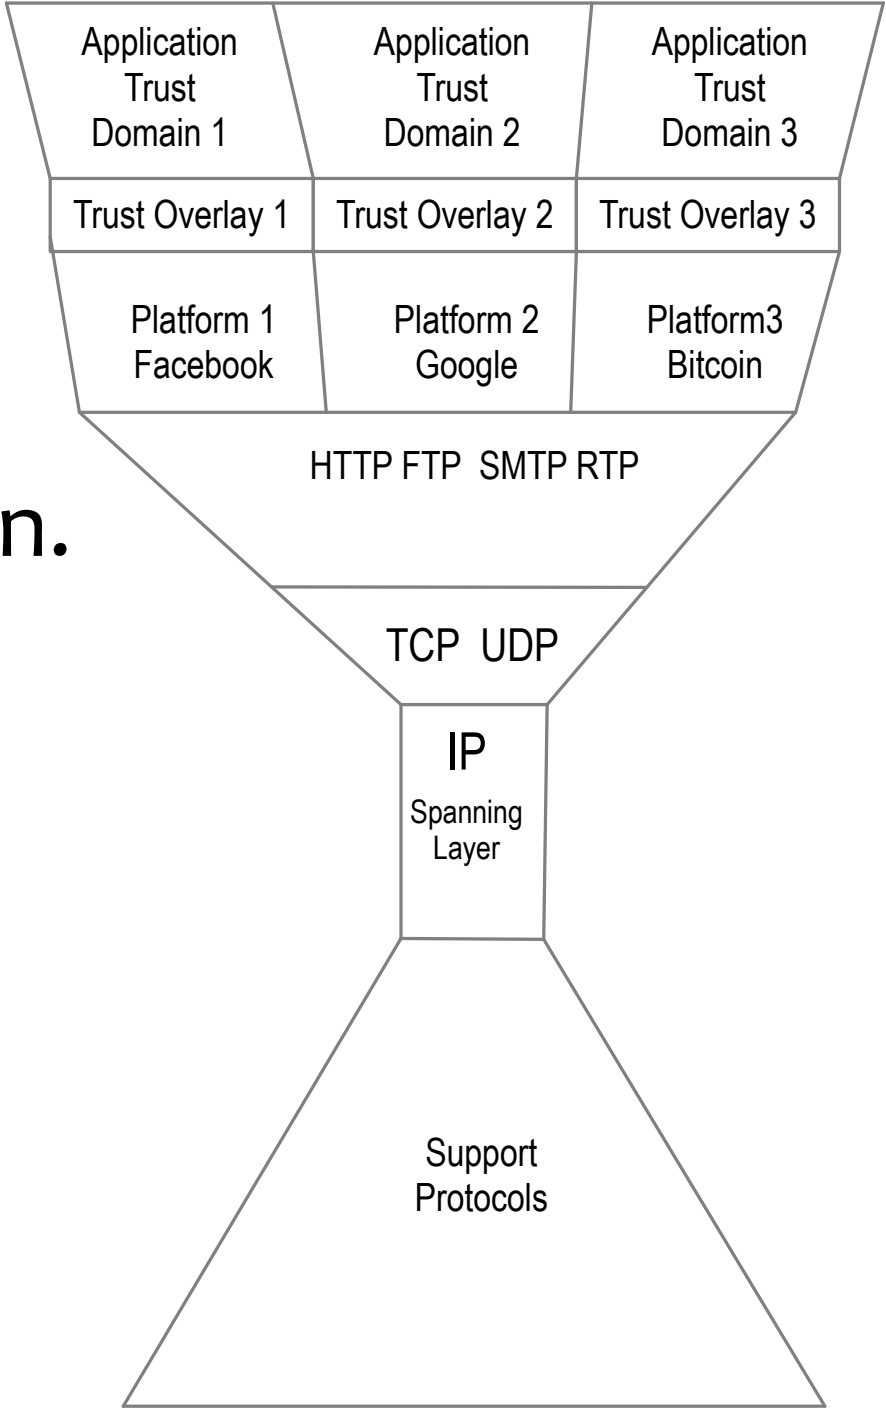 Application
Trust
Domain 1
Application
Trust
Domain 2
Application
Trust
Domain 3
Trust Overlay 1
Trust Overlay 2
Trust Overlay 3
Platform 1
Facebook
Platform 2
Google
Platform3
Bitcoin
HTTP FTP SMTP RTP
n.
TCP UDP
IP
Spanning
Layer
Support
Protocols